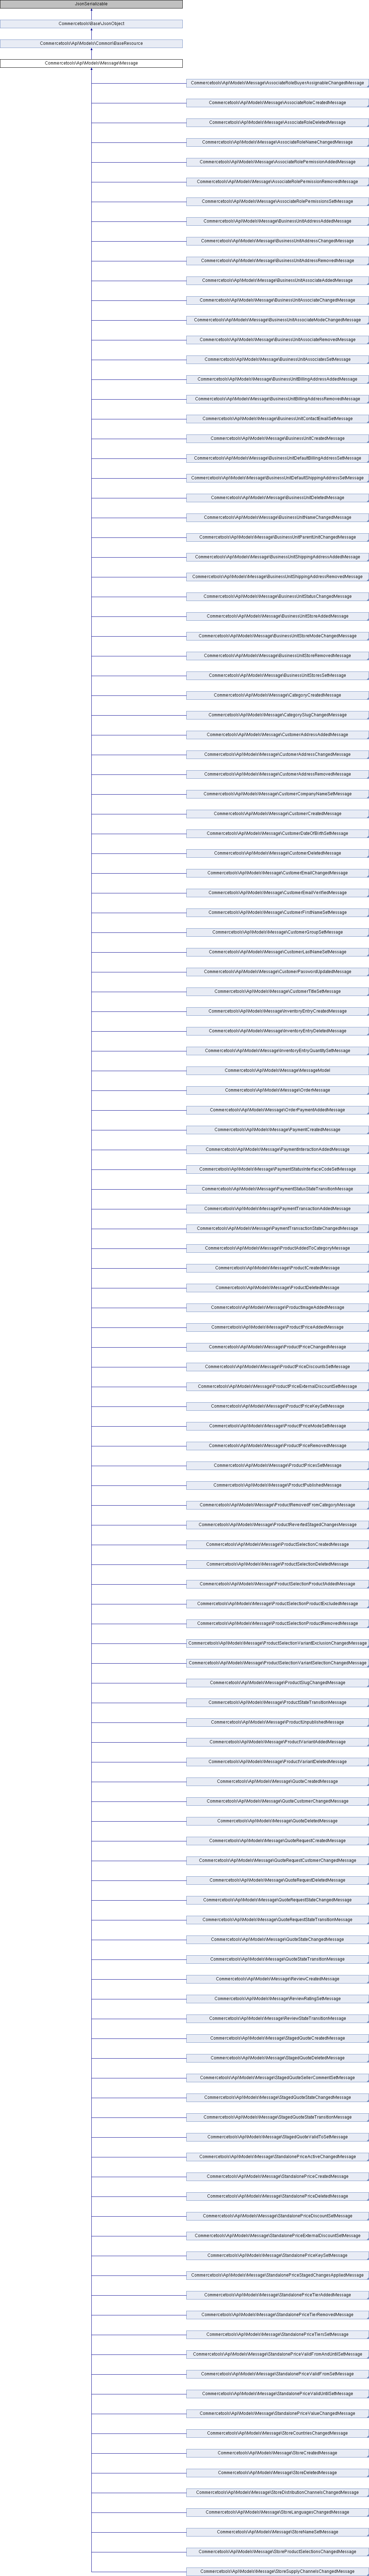 JsonSerializable
Commercetools\Base\JsonObject
Commercetools\Api\Models\Common\BaseResource
Commercetools\Api\Models\Message\Message
Commercetools\Api\Models\Message\AssociateRoleBuyerAssignableChangedMessage
Commercetools\Api\Models\Message\AssociateRoleCreatedMessage
Commercetools\Api\Models\Message\AssociateRoleDeletedMessage
Commercetools\Api\Models\Message\AssociateRoleNameChangedMessage
Commercetools\Api\Models\Message\AssociateRolePermissionAddedMessage
Commercetools\Api\Models\Message\AssociateRolePermissionRemovedMessage
Commercetools\Api\Models\Message\AssociateRolePermissionsSetMessage
Commercetools\Api\Models\Message\BusinessUnitAddressAddedMessage
Commercetools\Api\Models\Message\BusinessUnitAddressChangedMessage
Commercetools\Api\Models\Message\BusinessUnitAddressRemovedMessage
Commercetools\Api\Models\Message\BusinessUnitAssociateAddedMessage
Commercetools\Api\Models\Message\BusinessUnitAssociateChangedMessage
Commercetools\Api\Models\Message\BusinessUnitAssociateModeChangedMessage
Commercetools\Api\Models\Message\BusinessUnitAssociateRemovedMessage
Commercetools\Api\Models\Message\BusinessUnitAssociatesSetMessage
Commercetools\Api\Models\Message\BusinessUnitBillingAddressAddedMessage
Commercetools\Api\Models\Message\BusinessUnitBillingAddressRemovedMessage
Commercetools\Api\Models\Message\BusinessUnitContactEmailSetMessage
Commercetools\Api\Models\Message\BusinessUnitCreatedMessage
Commercetools\Api\Models\Message\BusinessUnitDefaultBillingAddressSetMessage
Commercetools\Api\Models\Message\BusinessUnitDefaultShippingAddressSetMessage
Commercetools\Api\Models\Message\BusinessUnitDeletedMessage
Commercetools\Api\Models\Message\BusinessUnitNameChangedMessage
Commercetools\Api\Models\Message\BusinessUnitParentUnitChangedMessage
Commercetools\Api\Models\Message\BusinessUnitShippingAddressAddedMessage
Commercetools\Api\Models\Message\BusinessUnitShippingAddressRemovedMessage
Commercetools\Api\Models\Message\BusinessUnitStatusChangedMessage
Commercetools\Api\Models\Message\BusinessUnitStoreAddedMessage
Commercetools\Api\Models\Message\BusinessUnitStoreModeChangedMessage
Commercetools\Api\Models\Message\BusinessUnitStoreRemovedMessage
Commercetools\Api\Models\Message\BusinessUnitStoresSetMessage
Commercetools\Api\Models\Message\CategoryCreatedMessage
Commercetools\Api\Models\Message\CategorySlugChangedMessage
Commercetools\Api\Models\Message\CustomerAddressAddedMessage
Commercetools\Api\Models\Message\CustomerAddressChangedMessage
Commercetools\Api\Models\Message\CustomerAddressRemovedMessage
Commercetools\Api\Models\Message\CustomerCompanyNameSetMessage
Commercetools\Api\Models\Message\CustomerCreatedMessage
Commercetools\Api\Models\Message\CustomerDateOfBirthSetMessage
Commercetools\Api\Models\Message\CustomerDeletedMessage
Commercetools\Api\Models\Message\CustomerEmailChangedMessage
Commercetools\Api\Models\Message\CustomerEmailVerifiedMessage
Commercetools\Api\Models\Message\CustomerFirstNameSetMessage
Commercetools\Api\Models\Message\CustomerGroupSetMessage
Commercetools\Api\Models\Message\CustomerLastNameSetMessage
Commercetools\Api\Models\Message\CustomerPasswordUpdatedMessage
Commercetools\Api\Models\Message\CustomerTitleSetMessage
Commercetools\Api\Models\Message\InventoryEntryCreatedMessage
Commercetools\Api\Models\Message\InventoryEntryDeletedMessage
Commercetools\Api\Models\Message\InventoryEntryQuantitySetMessage
Commercetools\Api\Models\Message\MessageModel
Commercetools\Api\Models\Message\OrderMessage
Commercetools\Api\Models\Message\OrderPaymentAddedMessage
Commercetools\Api\Models\Message\PaymentCreatedMessage
Commercetools\Api\Models\Message\PaymentInteractionAddedMessage
Commercetools\Api\Models\Message\PaymentStatusInterfaceCodeSetMessage
Commercetools\Api\Models\Message\PaymentStatusStateTransitionMessage
Commercetools\Api\Models\Message\PaymentTransactionAddedMessage
Commercetools\Api\Models\Message\PaymentTransactionStateChangedMessage
Commercetools\Api\Models\Message\ProductAddedToCategoryMessage
Commercetools\Api\Models\Message\ProductCreatedMessage
Commercetools\Api\Models\Message\ProductDeletedMessage
Commercetools\Api\Models\Message\ProductImageAddedMessage
Commercetools\Api\Models\Message\ProductPriceAddedMessage
Commercetools\Api\Models\Message\ProductPriceChangedMessage
Commercetools\Api\Models\Message\ProductPriceDiscountsSetMessage
Commercetools\Api\Models\Message\ProductPriceExternalDiscountSetMessage
Commercetools\Api\Models\Message\ProductPriceKeySetMessage
Commercetools\Api\Models\Message\ProductPriceModeSetMessage
Commercetools\Api\Models\Message\ProductPriceRemovedMessage
Commercetools\Api\Models\Message\ProductPricesSetMessage
Commercetools\Api\Models\Message\ProductPublishedMessage
Commercetools\Api\Models\Message\ProductRemovedFromCategoryMessage
Commercetools\Api\Models\Message\ProductRevertedStagedChangesMessage
Commercetools\Api\Models\Message\ProductSelectionCreatedMessage
Commercetools\Api\Models\Message\ProductSelectionDeletedMessage
Commercetools\Api\Models\Message\ProductSelectionProductAddedMessage
Commercetools\Api\Models\Message\ProductSelectionProductExcludedMessage
Commercetools\Api\Models\Message\ProductSelectionProductRemovedMessage
Commercetools\Api\Models\Message\ProductSelectionVariantExclusionChangedMessage
Commercetools\Api\Models\Message\ProductSelectionVariantSelectionChangedMessage
Commercetools\Api\Models\Message\ProductSlugChangedMessage
Commercetools\Api\Models\Message\ProductStateTransitionMessage
Commercetools\Api\Models\Message\ProductUnpublishedMessage
Commercetools\Api\Models\Message\ProductVariantAddedMessage
Commercetools\Api\Models\Message\ProductVariantDeletedMessage
Commercetools\Api\Models\Message\QuoteCreatedMessage
Commercetools\Api\Models\Message\QuoteCustomerChangedMessage
Commercetools\Api\Models\Message\QuoteDeletedMessage
Commercetools\Api\Models\Message\QuoteRequestCreatedMessage
Commercetools\Api\Models\Message\QuoteRequestCustomerChangedMessage
Commercetools\Api\Models\Message\QuoteRequestDeletedMessage
Commercetools\Api\Models\Message\QuoteRequestStateChangedMessage
Commercetools\Api\Models\Message\QuoteRequestStateTransitionMessage
Commercetools\Api\Models\Message\QuoteStateChangedMessage
Commercetools\Api\Models\Message\QuoteStateTransitionMessage
Commercetools\Api\Models\Message\ReviewCreatedMessage
Commercetools\Api\Models\Message\ReviewRatingSetMessage
Commercetools\Api\Models\Message\ReviewStateTransitionMessage
Commercetools\Api\Models\Message\StagedQuoteCreatedMessage
Commercetools\Api\Models\Message\StagedQuoteDeletedMessage
Commercetools\Api\Models\Message\StagedQuoteSellerCommentSetMessage
Commercetools\Api\Models\Message\StagedQuoteStateChangedMessage
Commercetools\Api\Models\Message\StagedQuoteStateTransitionMessage
Commercetools\Api\Models\Message\StagedQuoteValidToSetMessage
Commercetools\Api\Models\Message\StandalonePriceActiveChangedMessage
Commercetools\Api\Models\Message\StandalonePriceCreatedMessage
Commercetools\Api\Models\Message\StandalonePriceDeletedMessage
Commercetools\Api\Models\Message\StandalonePriceDiscountSetMessage
Commercetools\Api\Models\Message\StandalonePriceExternalDiscountSetMessage
Commercetools\Api\Models\Message\StandalonePriceKeySetMessage
Commercetools\Api\Models\Message\StandalonePriceStagedChangesAppliedMessage
Commercetools\Api\Models\Message\StandalonePriceTierAddedMessage
Commercetools\Api\Models\Message\StandalonePriceTierRemovedMessage
Commercetools\Api\Models\Message\StandalonePriceTiersSetMessage
Commercetools\Api\Models\Message\StandalonePriceValidFromAndUntilSetMessage
Commercetools\Api\Models\Message\StandalonePriceValidFromSetMessage
Commercetools\Api\Models\Message\StandalonePriceValidUntilSetMessage
Commercetools\Api\Models\Message\StandalonePriceValueChangedMessage
Commercetools\Api\Models\Message\StoreCountriesChangedMessage
Commercetools\Api\Models\Message\StoreCreatedMessage
Commercetools\Api\Models\Message\StoreDeletedMessage
Commercetools\Api\Models\Message\StoreDistributionChannelsChangedMessage
Commercetools\Api\Models\Message\StoreLanguagesChangedMessage
Commercetools\Api\Models\Message\StoreNameSetMessage
Commercetools\Api\Models\Message\StoreProductSelectionsChangedMessage
Commercetools\Api\Models\Message\StoreSupplyChannelsChangedMessage